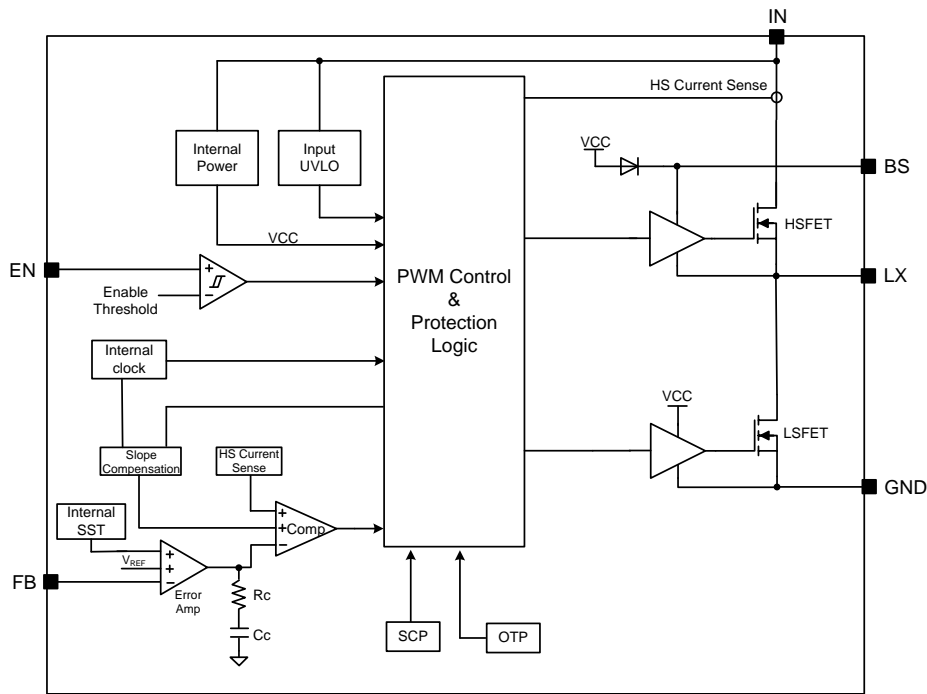 IN
HS Current Sense
Internal
Power
Input
UVLO
VCC
BS
HSFET
VCC
EN
Enable
Threshold
PWM Control
&
Protection
Logic
LX
Internal
clock
VCC
LSFET
Slope
Compensation
HS Current
Sense
GND
Internal
SST
Comp
VREF
FB
Error
Amp
Rc
Cc
SCP
OTP